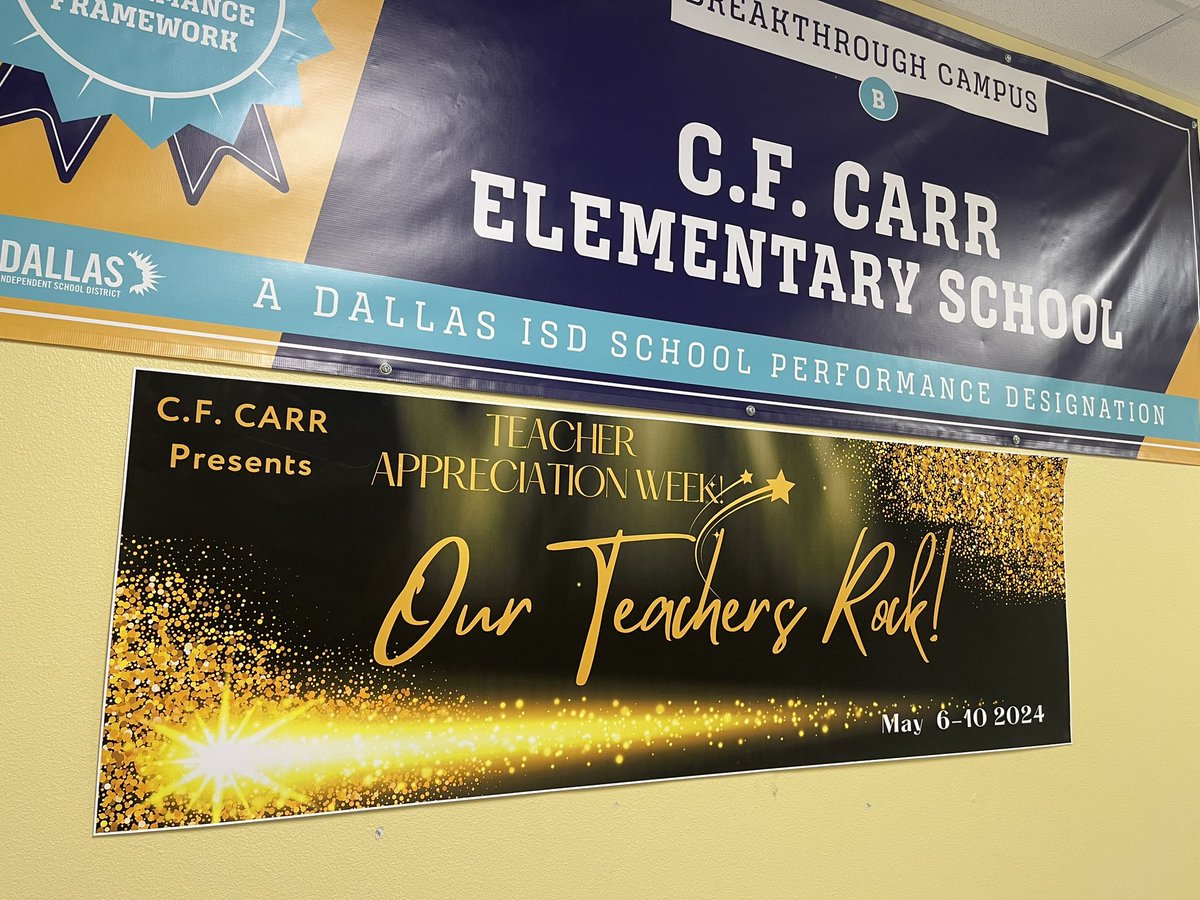 FRAMEWORK
BREAKTHROUGH CAMPUS
B
C.F. CARR
ELEMENTARY SCHOOL
DALLAS
INDEPENDENT SCHOOL DISTRICT
A DALLAS ISD SCHOOL PERFORMANCE DESIGNATION
C.F. CARR
Presents
TEACHER
APPRECIATION WEEK!
Our Teachers Rock!
May 6-10 2024